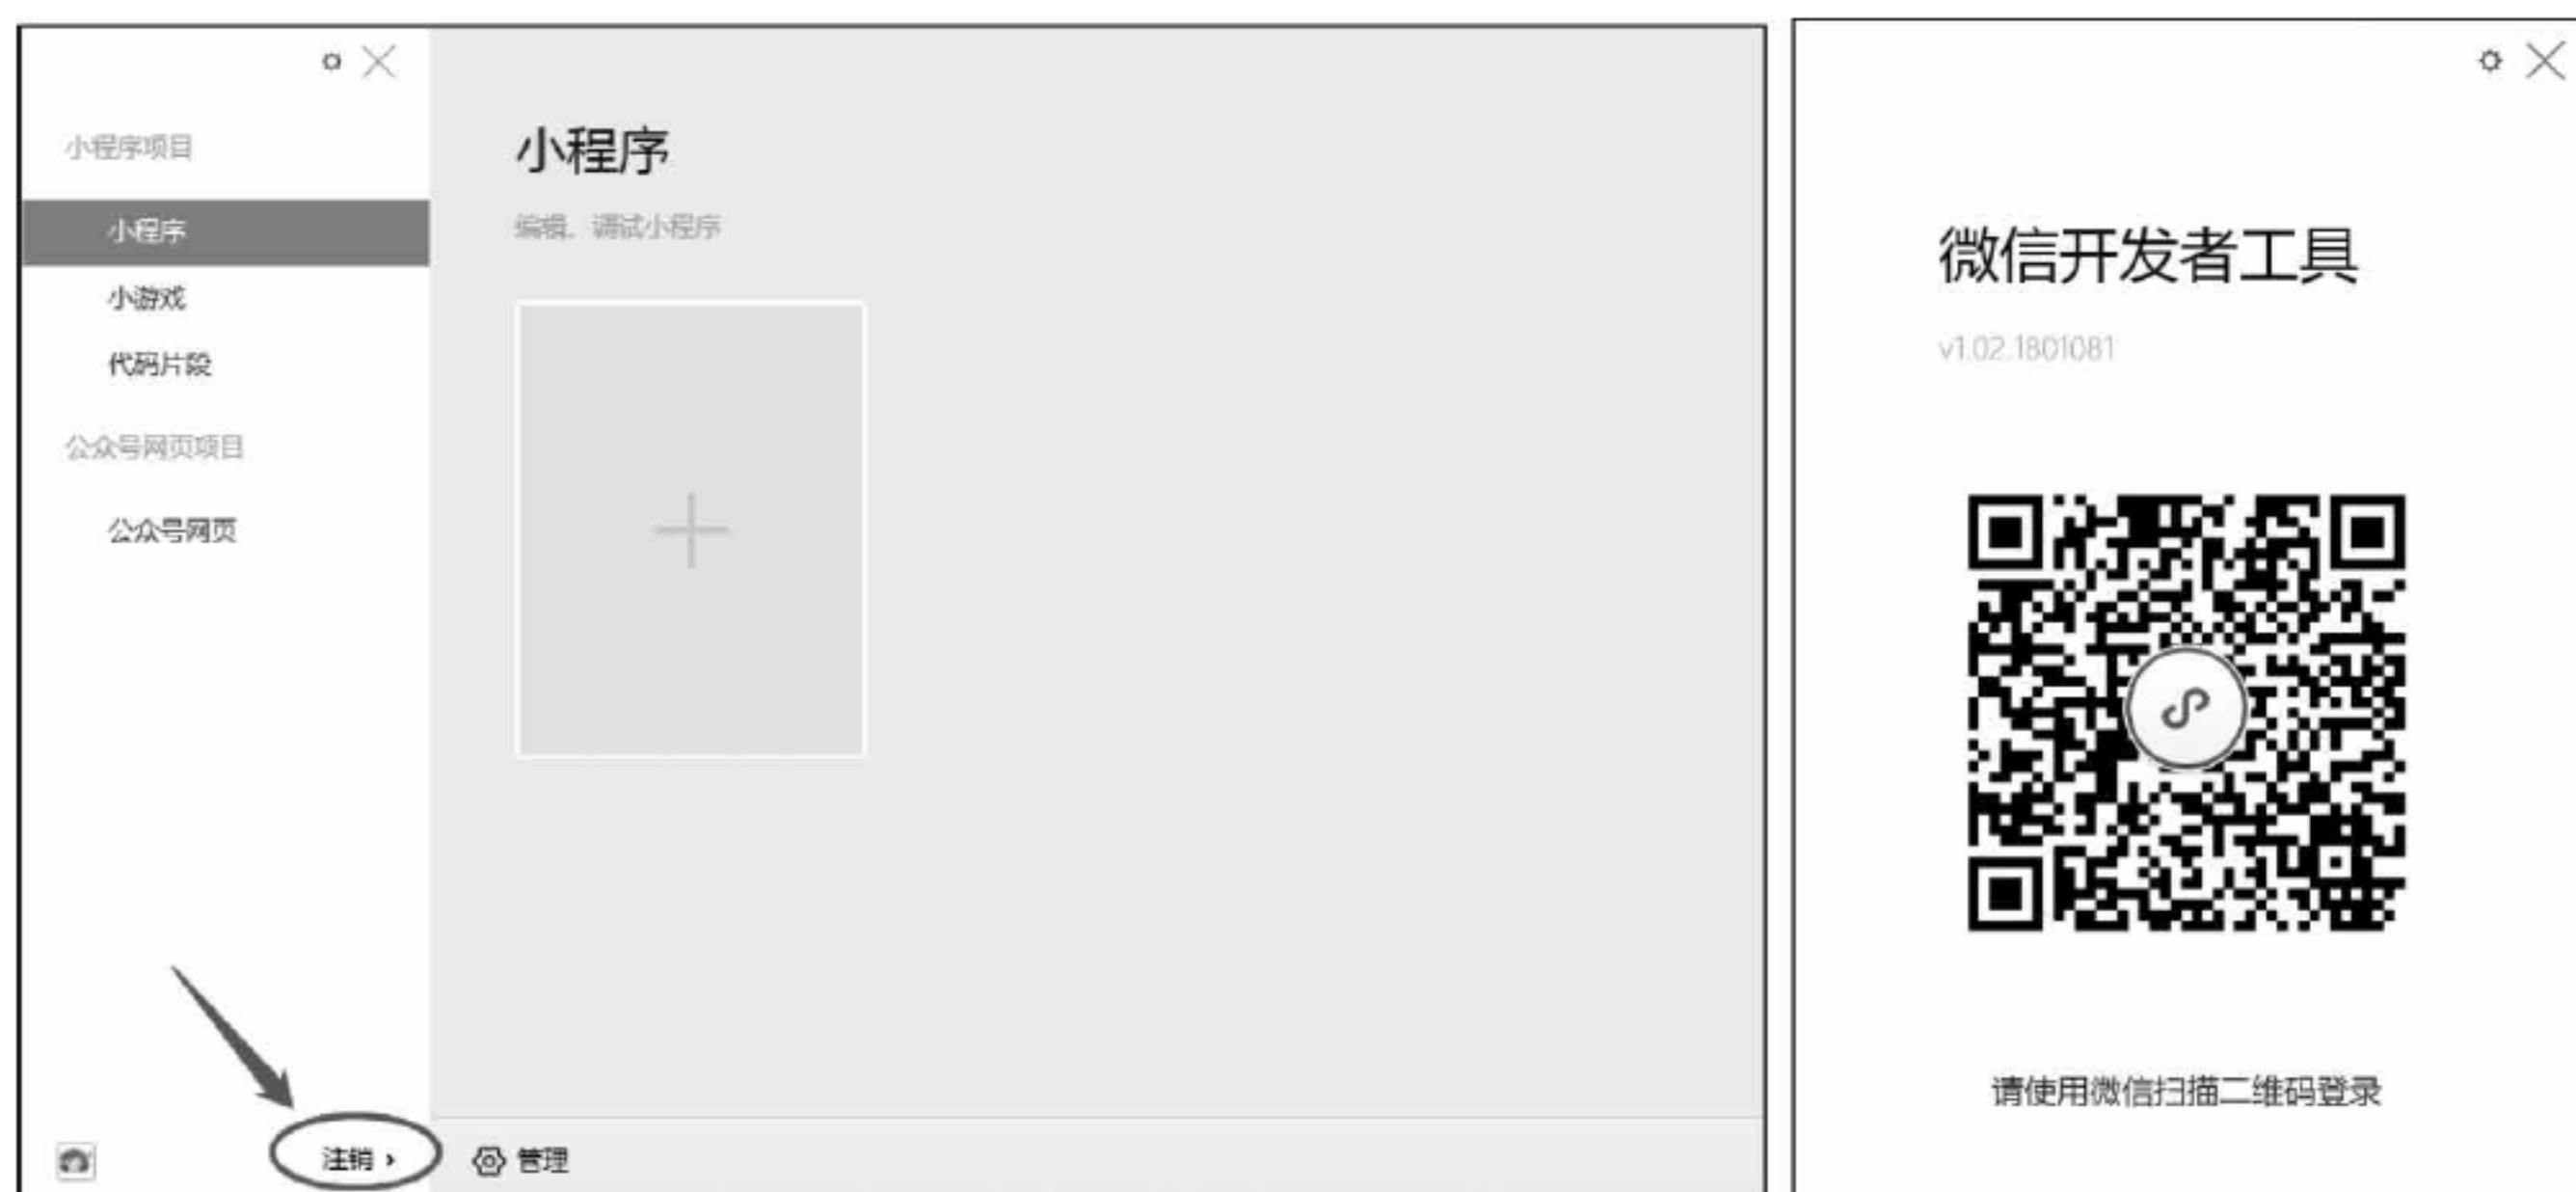 小程序项目
小程序
小游戏
代码片段
公众号网页项目
公众号网页
注销
小程序
编辑、调试小程序
管理
微信开发者工具
v1.02.1801081
请使用微信扫描二维码登录